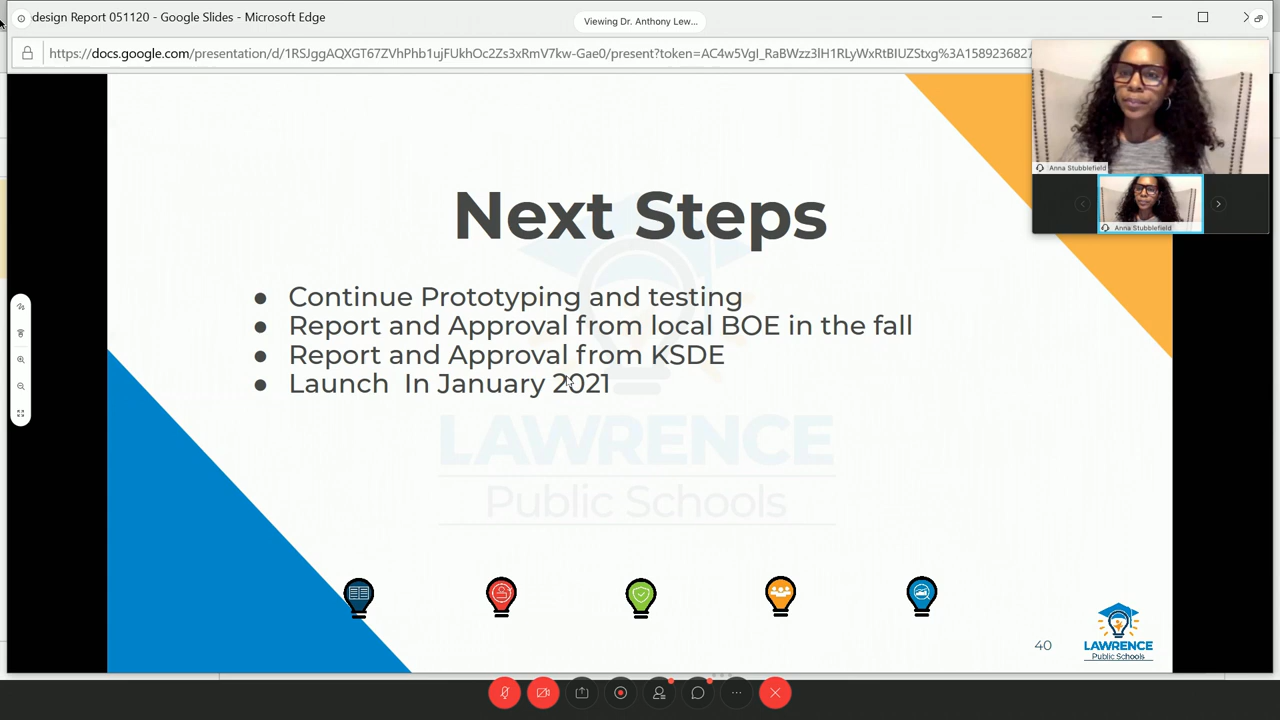 design Report 051120 - Google Slides - Microsoft Edge
Viewing Dr. Anthony Lew...
https://docs.google.com/presentation/d/1RSJggAQXGT67ZVhPhb1ujFUkhOc2Zs3xRmV7kw-Gae0/present?token=AC4w5Vgl_RaBWzz3lH1RLyWxRtBIUZStxg%3A1589236827
Anna Stubblefield
Anna Stubblefield
Next Steps
● Continue Prototyping and testing
● Report and Approval from local BOE in the fall
● Report and Approval from KSDE
● Launch In January 2021
LAWRENCE
Public Schools
40
LAWRENCE
Public Schools